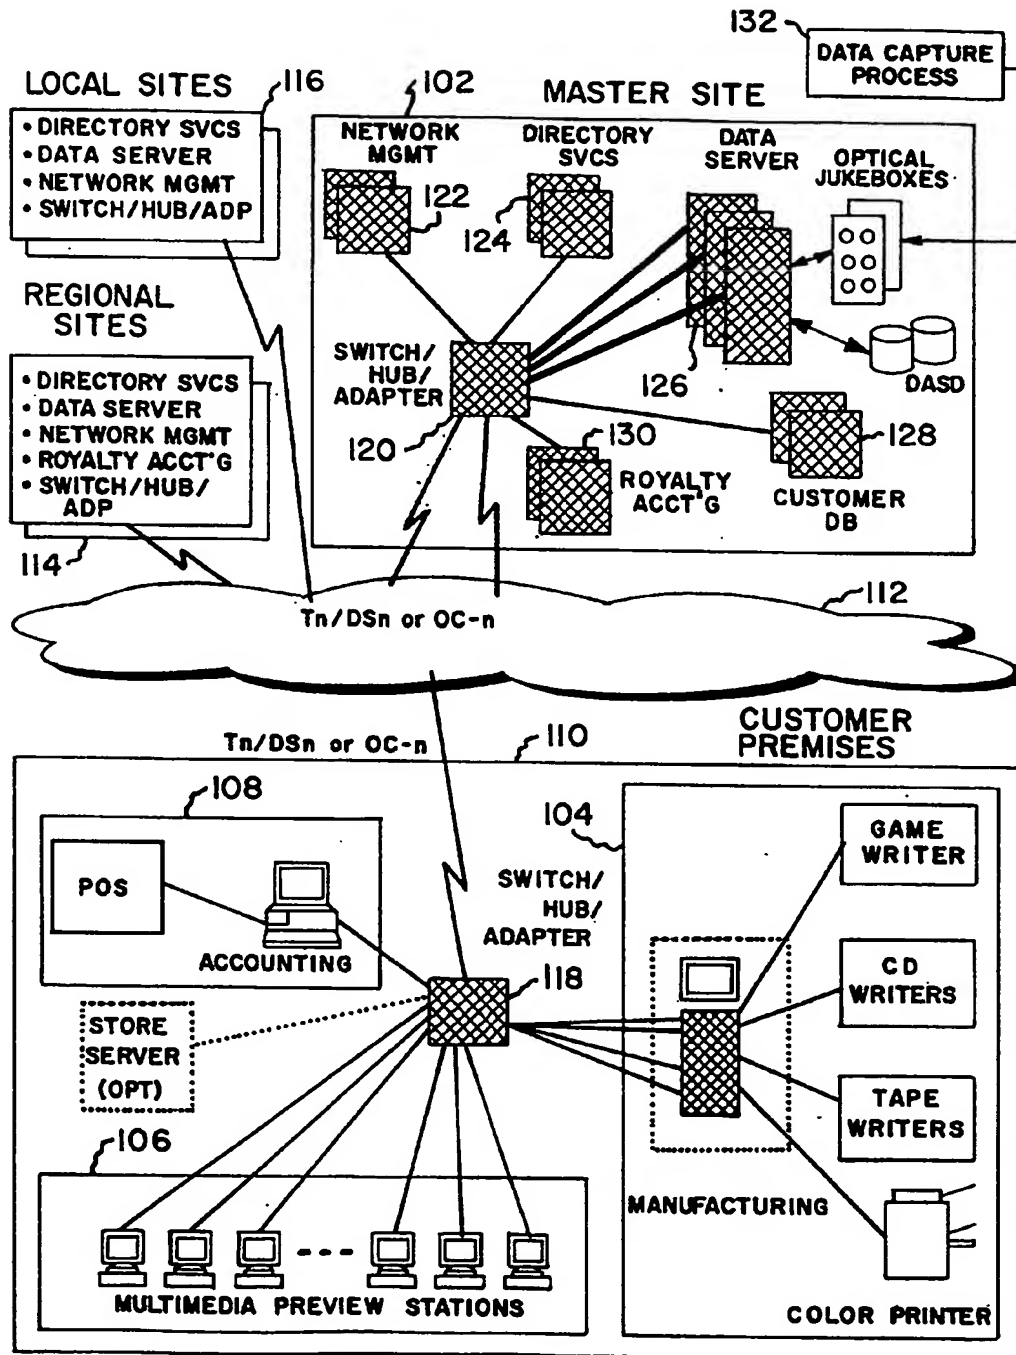 132
DATA CAPTURE
PROCESS
LOCAL SITES
116
• DIRECTORY SVCS
• DATA SERVER
• NETWORK MGMT
• SWITCH/HUB/ADP
REGIONAL
SITES
• DIRECTORY SVCS
• DATA SERVER
• NETWORK MGMT
• ROYALTY ACCT'G
• SWITCH/HUB/
ADP
114
102
MASTER SITE
NETWORK
MGMT
122
DIRECTORY
SVCS
124
DATA
SERVER
126
OPTICAL
JUKEBOXES
DASD
SWITCH/
HUB/
ADAPTER
120
130
ROYALTY
ACCT'G
128
CUSTOMER
DB
112
Tn/DSn or OC-n
Tn/DSn or OC-n
110
CUSTOMER
PREMISES
108
POS
ACCOUNTING
SWITCH/
HUB/
ADAPTER
118
STORE
SERVER
(OPT)
106
MULTIMEDIA PREVIEW STATIONS
104
GAME
WRITER
CD
WRITERS
TAPE
WRITERS
MANUFACTURING
COLOR PRINTER